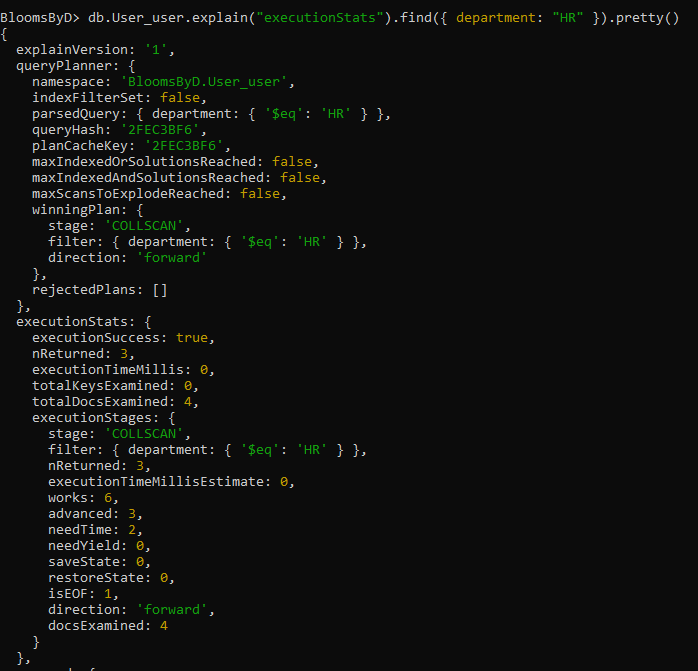 BloomsByD> db.User_user.explain("executionStats").find({ department: "HR" }).pretty()
{
  explainVersion: '1',
  queryPlanner: {
    namespace: 'BloomsByD.User_user',
    indexFilterSet: false,
    parsedQuery: { department: { '$eq': 'HR' } },
    queryHash: '2FEC3BF6',
    planCacheKey: '2FEC3BF6',
    maxIndexedOrSolutionsReached: false,
    maxIndexedAndSolutionsReached: false,
    maxScansToExplodeReached: false,
    winningPlan: {
      stage: 'COLLSCAN',
      filter: { department: { '$eq': 'HR' } },
      direction: 'forward'
    },
    rejectedPlans: []
  },
  executionStats: {
    executionSuccess: true,
    nReturned: 3,
    executionTimeMillis: 0,
    totalKeysExamined: 0,
    totalDocsExamined: 4,
    executionStages: {
      stage: 'COLLSCAN',
      filter: { department: { '$eq': 'HR' } },
      nReturned: 3,
      executionTimeMillisEstimate: 0,
      works: 6,
      advanced: 3,
      needTime: 2,
      needYield: 0,
      saveState: 0,
      restoreState: 0,
      isEOF: 1,
      direction: 'forward',
      docsExamined: 4
    }
  },